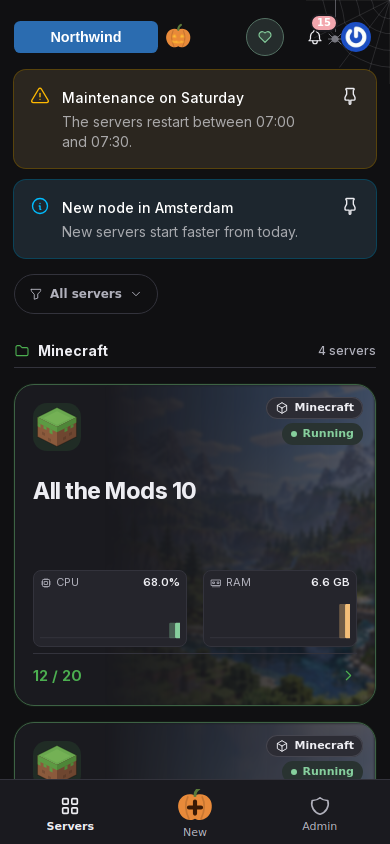 Northwind
15
Maintenance on Saturday
The servers restart between 07:00
and 07:30.
New node in Amsterdam
New servers start faster from today.
All servers
Minecraft
4 servers
Minecraft
Running
All the Mods 10
CPU
68.0%
RAM
6.6 GB
12 / 20
Minecraft
Running
Servers
New
Admin